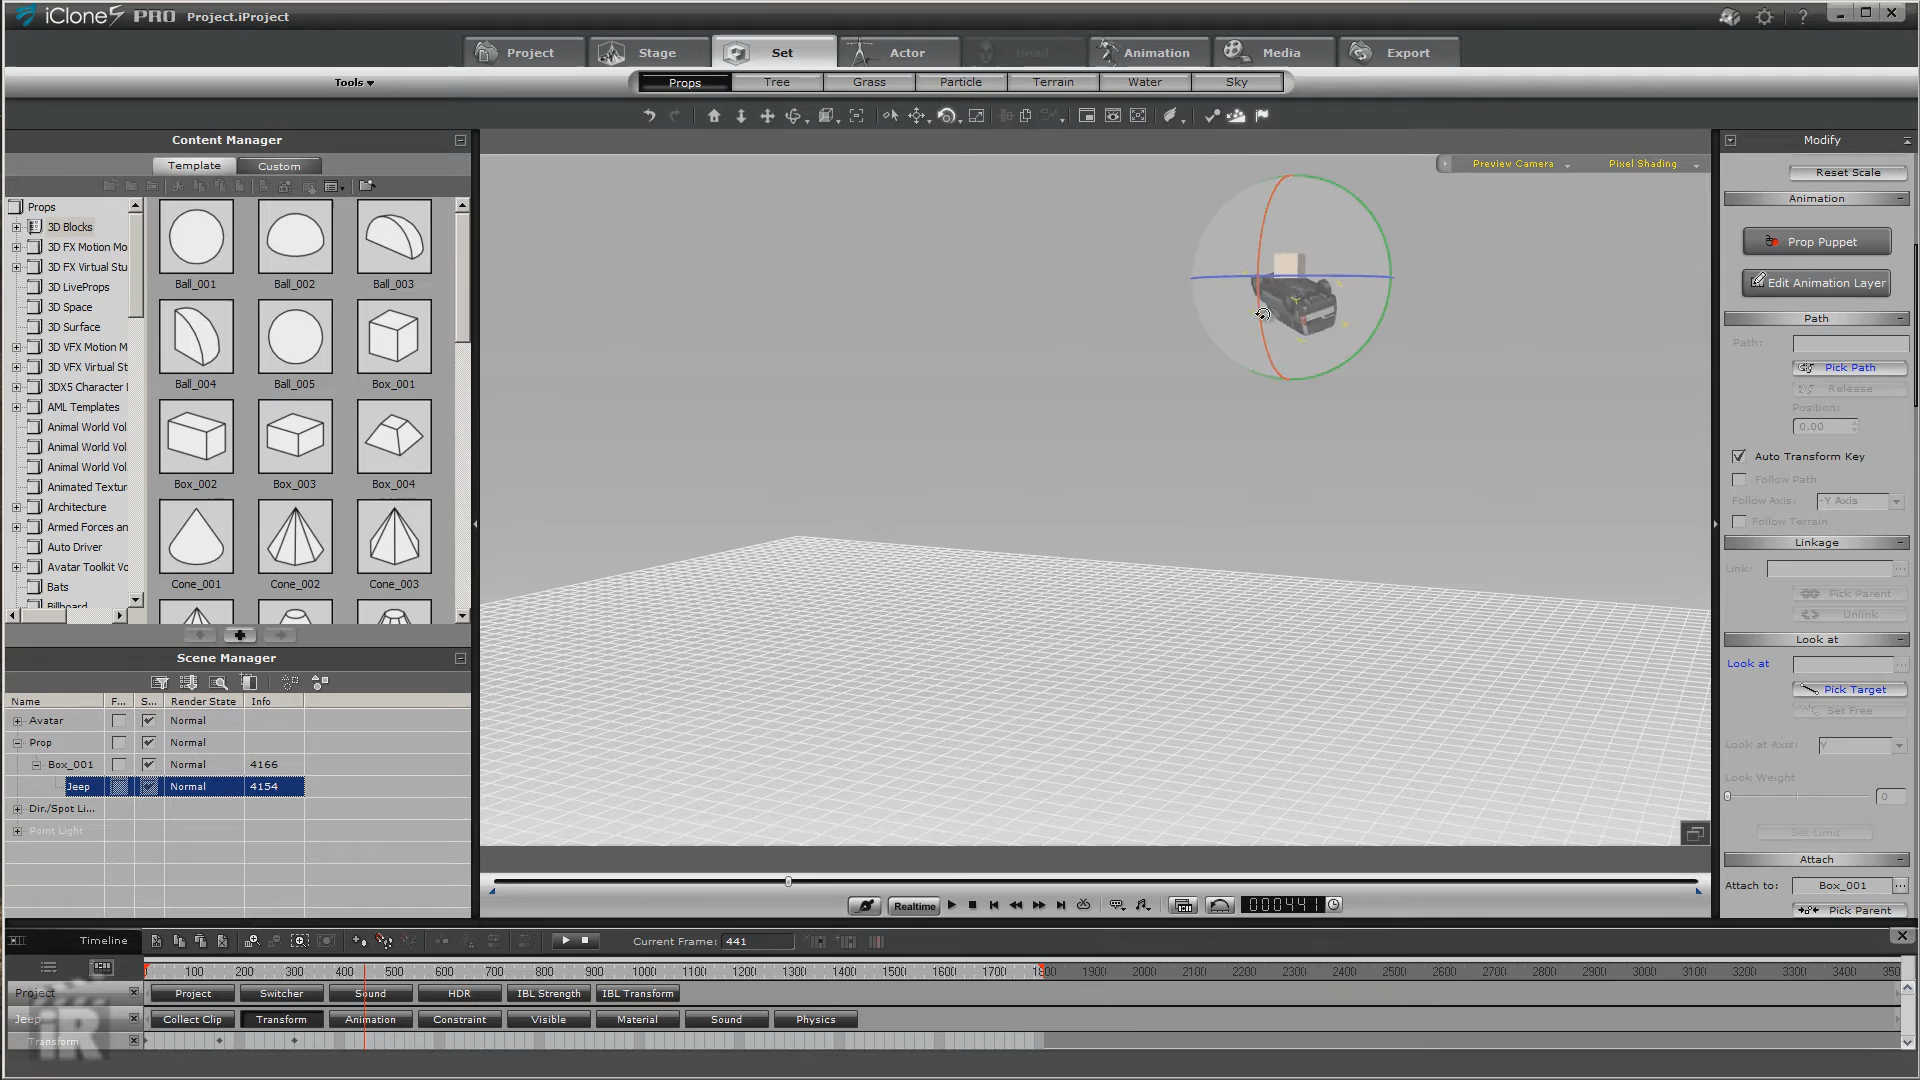 iClone5 PRO Project.iProject
Project Stage Set Actor Head Animation Media Export
Tools
Props Tree Grass Particle Terrain Water Sky
Content Manager
Template Custom
Props
3D Blocks
3D FX Motion Mo
3D FX Virtual Stu
3D LiveProps
3D Space
3D Surface
3D VFX Motion M
3D VFX Virtual St
3DX5 Character I
AML Templates
Animal World Vol
Animal World Vol
Animal World Vol
Animated Textur
Architecture
Armed Forces an
Auto Driver
Avatar Toolkit Vo
Bats
Billboard
Ball_001 Ball_002 Ball_003
Ball_004 Ball_005 Box_001
Box_002 Box_003 Box_004
Cone_001 Cone_002 Cone_003
Preview Camera Pixel Shading
Scene Manager
Name F... S... Render State Info
Avatar Normal
Prop Normal
Box_001 Normal 4166
Jeep Normal 4154
Dir./Spot Li...
Point Light
Modify
Reset Scale
Animation
Prop Puppet
Edit Animation Layer
Path
Path:
Pick Path
Release
Position:
0.00
Auto Transform Key
Follow Path
Follow Axis: -Y Axis
Follow Terrain
Linkage
Link:
Pick Parent
Unlink
Look at
Look at
Pick Target
Set Free
Look at Axis: Y
Look Weight
0
Set Limit
Attach
Attach to: Box_001
Pick Parent
Realtime 000441
Timeline Current Frame: 441
100 200 300 400 500 600 700 800 900 1000 1100 1200 1300 1400 1500 1600 1700 18 1900 2000 2100 2200 2300 2400 2500 2600 2700 2800 2900 3000 3100 3200 3300 3400 350
Project Project Switcher Sound HDR IBL Strength IBL Transform
Jeep Collect Clip Transform Animation Constraint Visible Material Sound Physics
Transform
iR